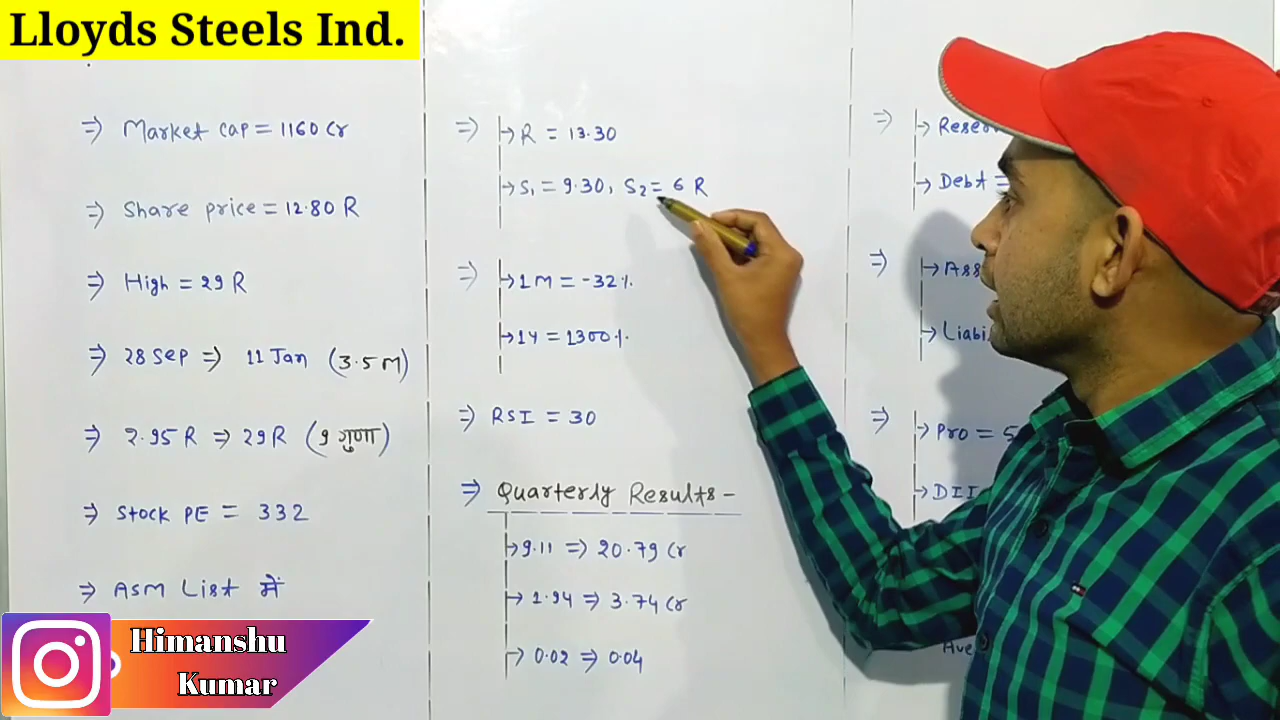 Lloyds Steels Ind.
⇒ Market Cap = 1160 Cr
⇒ Share price = 12.80 R
⇒ High = 29 R
⇒ 28 Sep ⇒ 11 Jan (3.5 M)
⇒ 2.95 R ⇒ 29 R (9 गुणा)
⇒ Stock PE = 332
⇒ ASM List में
Himanshu
Kumar
⇒ → R = 13.30
→ S1 = 9.30, S2 = 6 R
⇒ → 1 M = -32%
→ 1Y = 1300%
⇒ RSI = 30
⇒ Quarterly Results -
→ 9.11 ⇒ 20.79 Cr
→ 1.94 ⇒ 3.74 Cr
→ 0.02 ⇒ 0.04
⇒ →
→ Debt =
⇒ →
→
⇒ → Pro = 5
→ DII